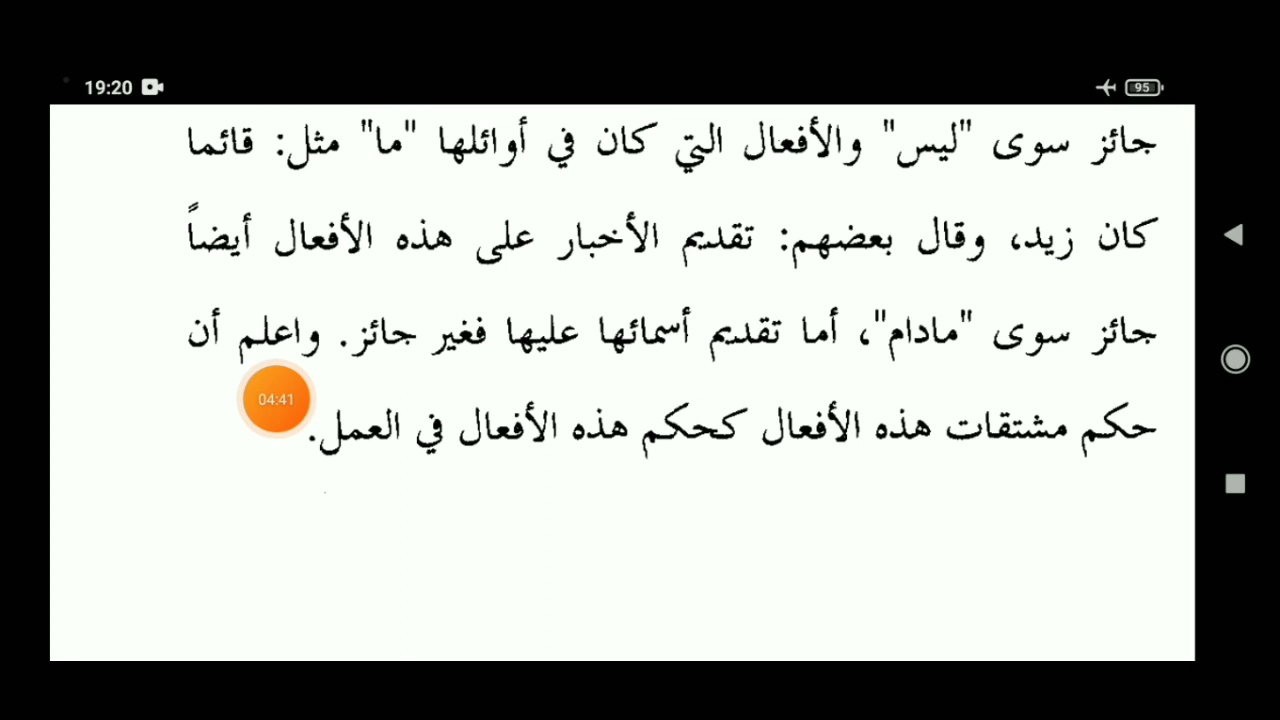 19:20
95
جائز سوى "ليس" والأفعال التي كان في أوائلها "ما" مثل: قائما
كان زيد، وقال بعضهم: تقديم الأخبار على هذه الأفعال أيضاً
جائز سوى "مادام"، أما تقديم أسمائها عليها فغير جائز. واعلم أن
04:41
حكم مشتقات هذه الأفعال كحكم هذه الأفعال في العمل.